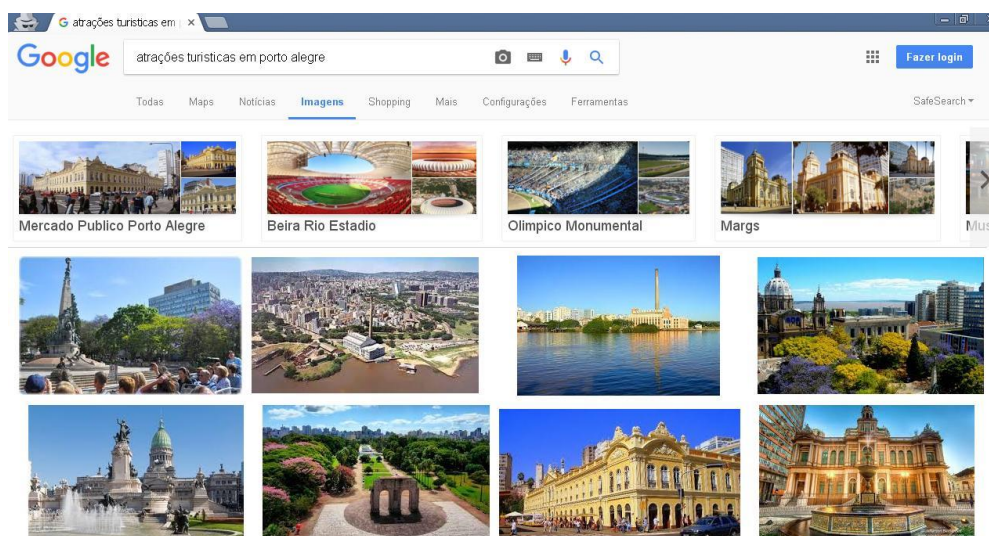 atrações turisticas em
Google
atrações turisticas em porto alegre
Fazer login
Todas
Maps
Notícias
Imagens
Shopping
Mais
Configurações
Ferramentas
SafeSearch
Mercado Publico Porto Alegre
Beira Rio Estadio
Olimpico Monumental
Margs
Mus